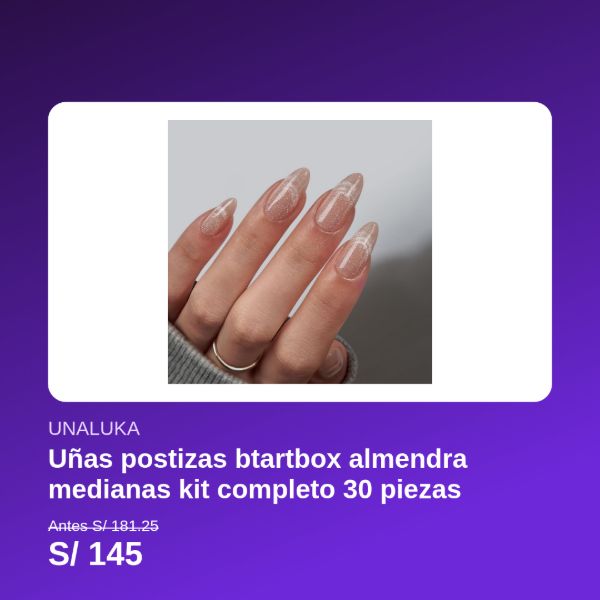 UNALUKA
Uñas postizas btartbox almendra
medianas kit completo 30 piezas
Antes S/ 181.25
S/ 145